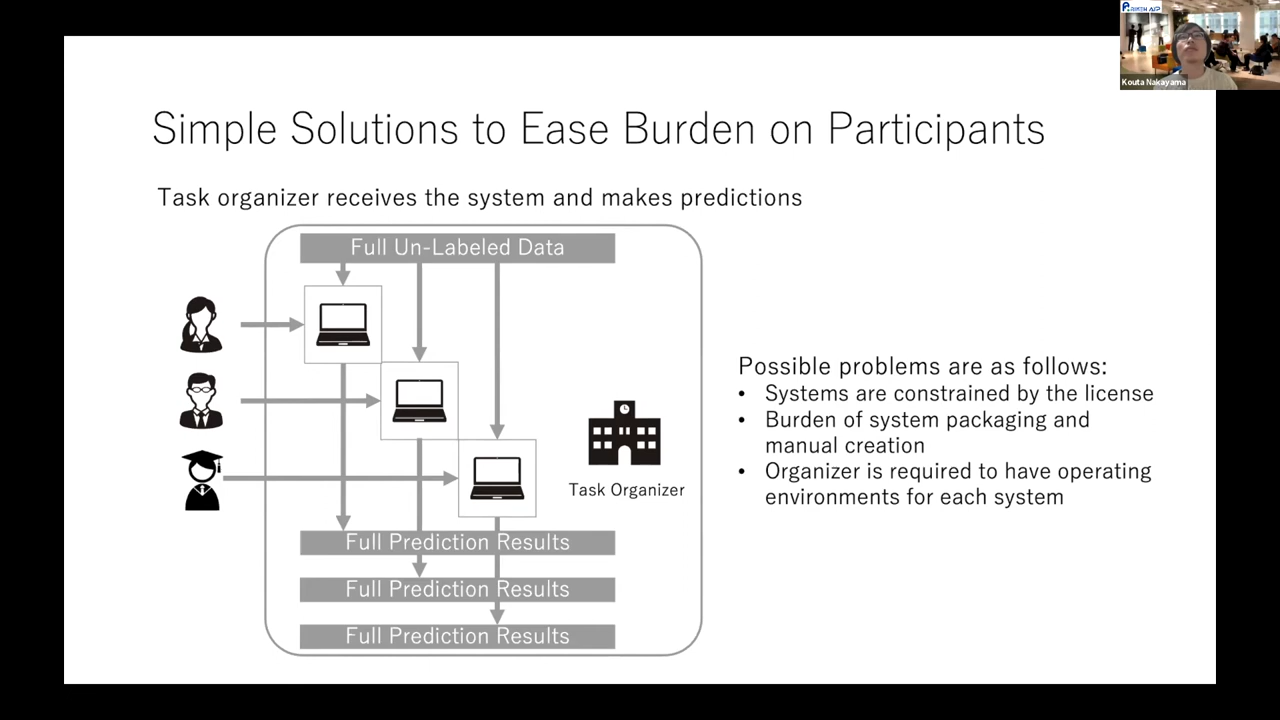 RIKEN AIP
Kouta Nakayama
Simple Solutions to Ease Burden on Participants
Task organizer receives the system and makes predictions
Full Un-Labeled Data
Task Organizer
Full Prediction Results
Full Prediction Results
Full Prediction Results
Possible problems are as follows:
• Systems are constrained by the license
• Burden of system packaging and
manual creation
• Organizer is required to have operating
environments for each system